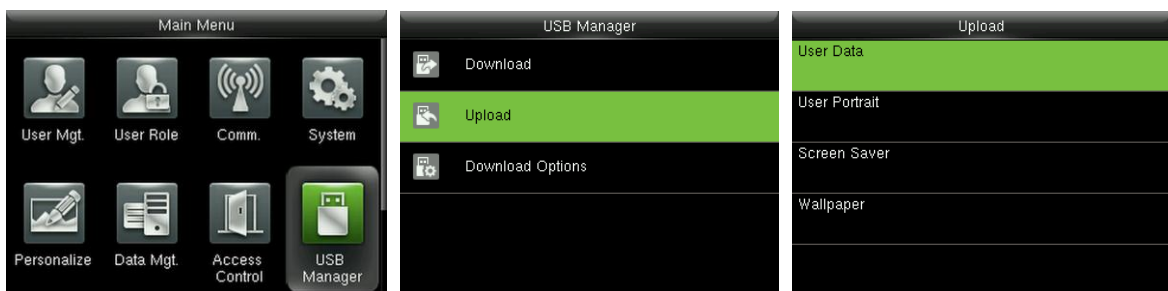 Main Menu
User Mgt.
User Role
Comm.
System
Personalize
Data Mgt.
Access
Control
USB
Manager
USB Manager
Download
Upload
Download Options
Upload
User Data
User Portrait
Screen Saver
Wallpaper